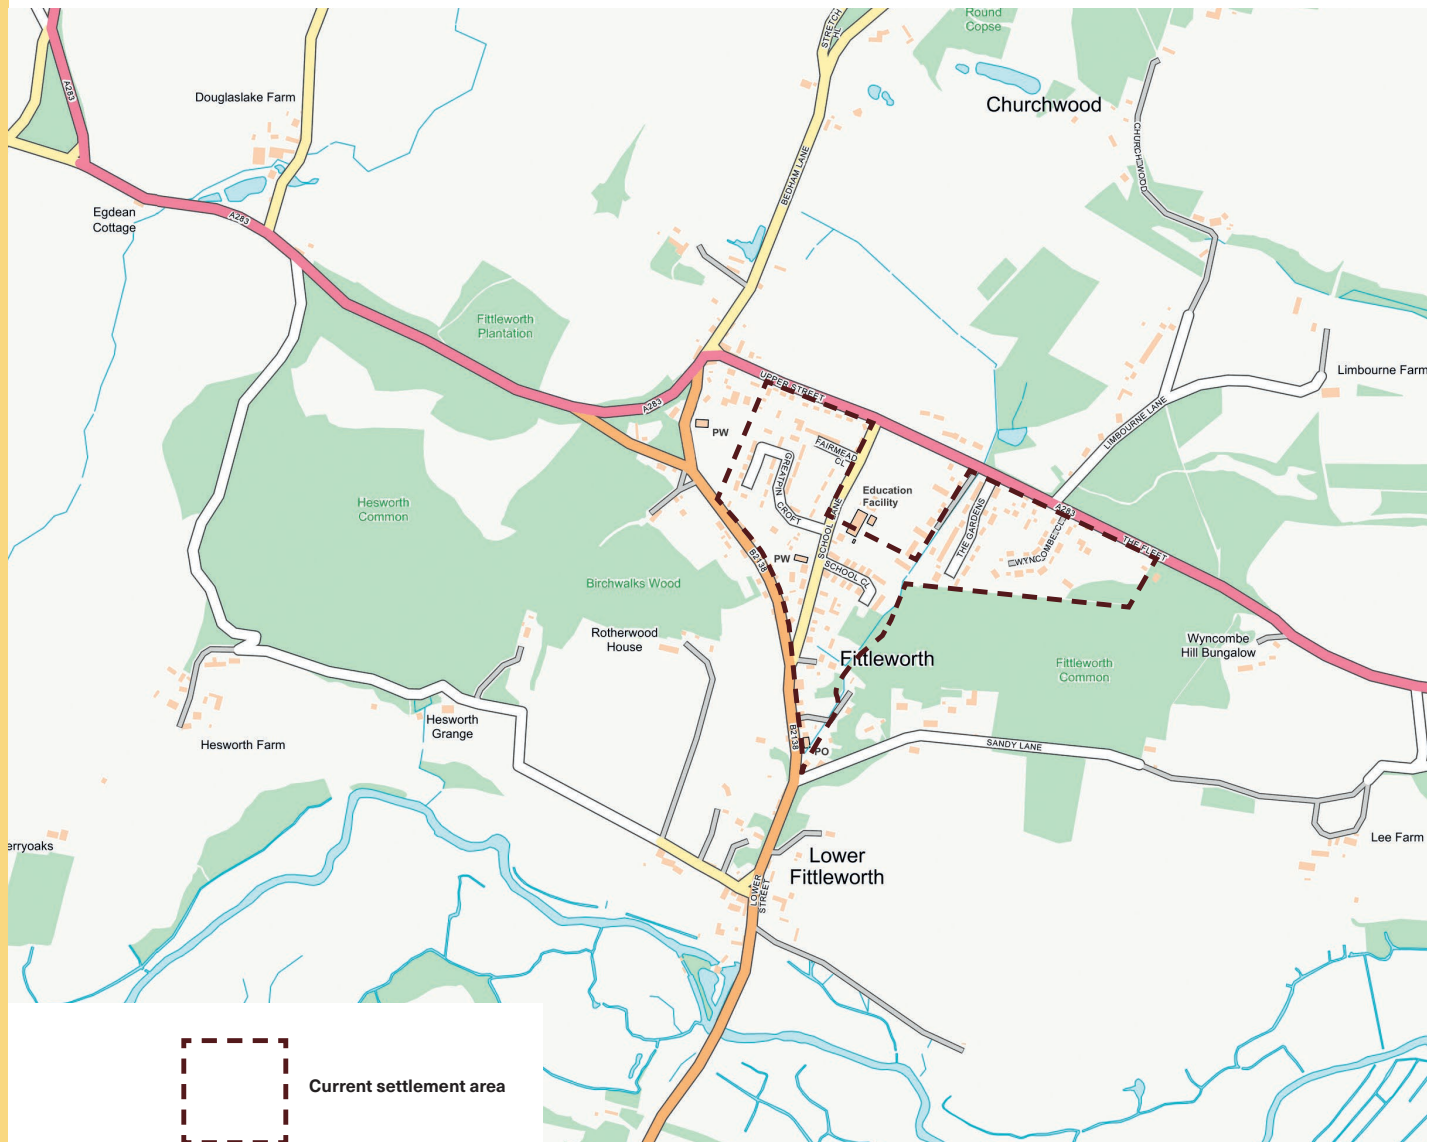 Round
Copse
STRETCH
HL
A283
Douglaslake Farm
Churchwood
CHURCHWOOD
BEDHAM LANE
Egdean
Cottage
A283
Fittleworth
Plantation
Limbourne Farm
UPPER STREET
A283
LIMBOURNE LANE
PW
FAIRMEAD
CL
GREATPIN
CROFT
Education
Facility
Hesworth
Common
SCHOOL LANE
THE GARDENS
A283
THE FLEET
WYNCOMBE CL
B2138
PW
SCHOOL CL
Birchwalks Wood
Rotherwood
House
Wyncombe
Hill Bungalow
Fittleworth
Fittleworth
Common
Hesworth
Grange
Hesworth Farm
B2138
PO
SANDY LANE
erryoaks
Lee Farm
Lower
Fittleworth
LOWER
STREET
Current settlement area